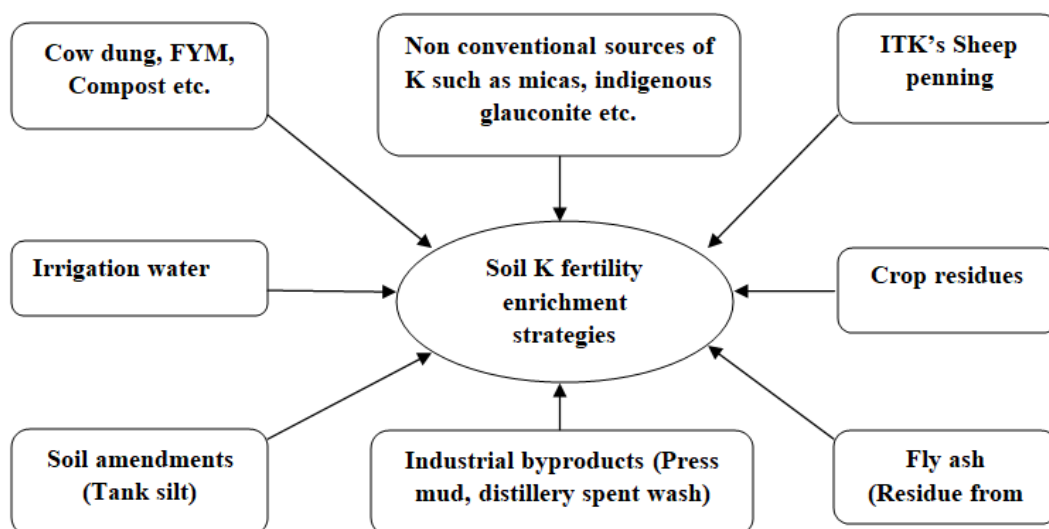 Cow dung, FYM,
Compost etc.
Non conventional sources of
K such as micas, indigenous
glauconite etc.
ITK's Sheep
penning
Irrigation water
Soil K fertility
enrichment
strategies
Crop residues
Soil amendments
(Tank silt)
Industrial byproducts (Press
mud, distillery spent wash)
Fly ash
(Residue from